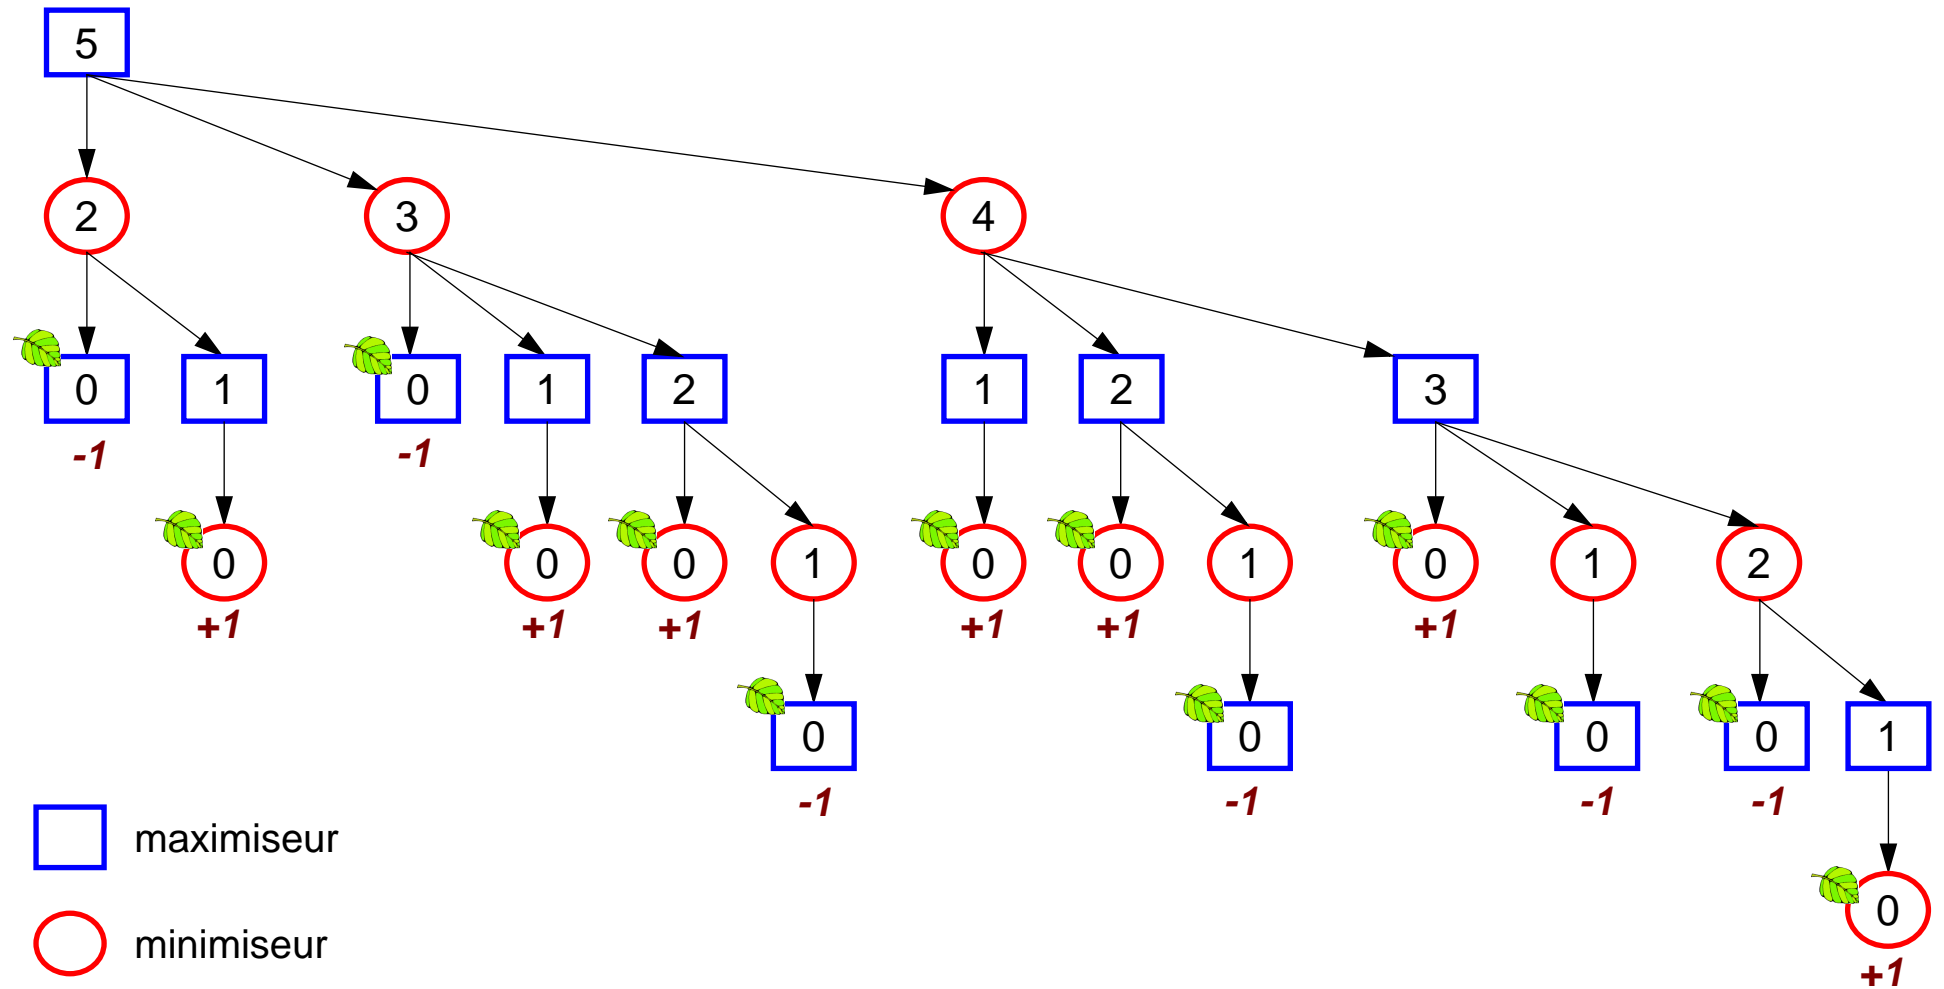 5
2 3 4
0 1 0 1 2 1 2 3
-1 -1
0 0 0 1 0 0 1 0 1 2
+1 +1 +1 +1 +1 +1
0 0 0 0 1
-1 -1 -1 -1
maximiseur
0
minimiseur
+1